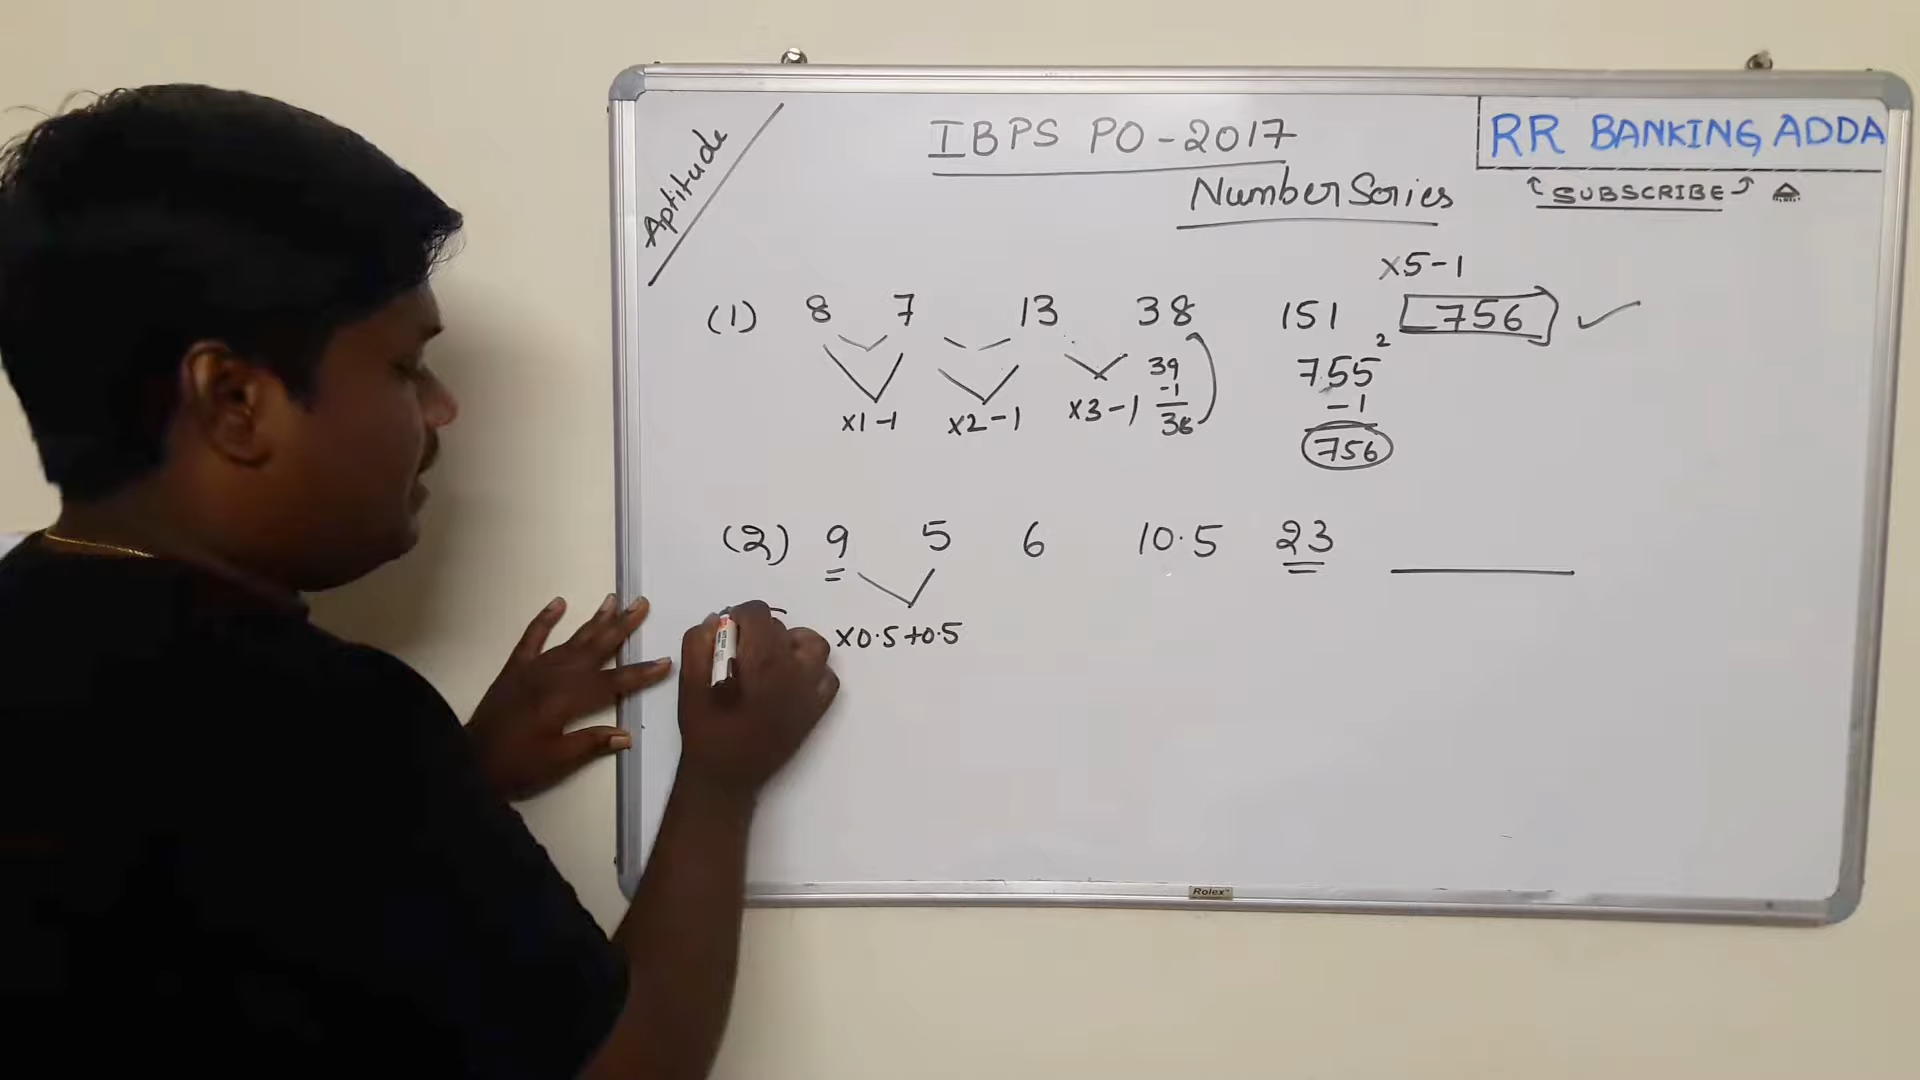 Aptitude
IBPS PO-2017
RR BANKING ADDA
Number Series
SUBSCRIBE
×5-1
(1) 8 7 13 38 151 756
×1-1 ×2-1 ×3-1
39
-1
38
2
755
-1
756
(2) 9 5 6 10.5 23
×0.5+0.5
Rolex